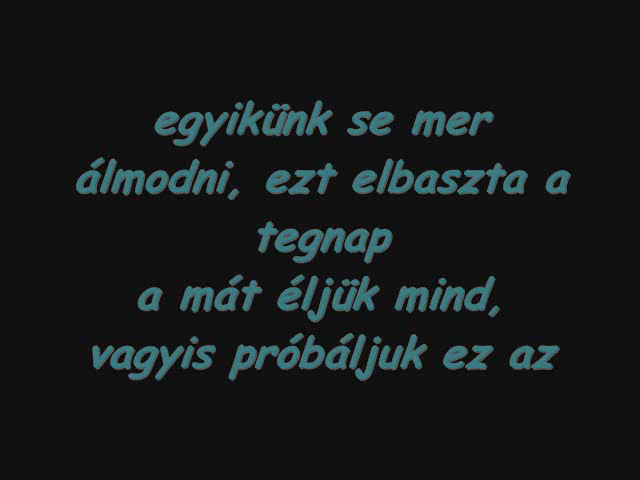 egyikünk se mer
álmodni, ezt elbaszta a
tegnap
a mát éljük mind,
vagyis próbáljuk ez az